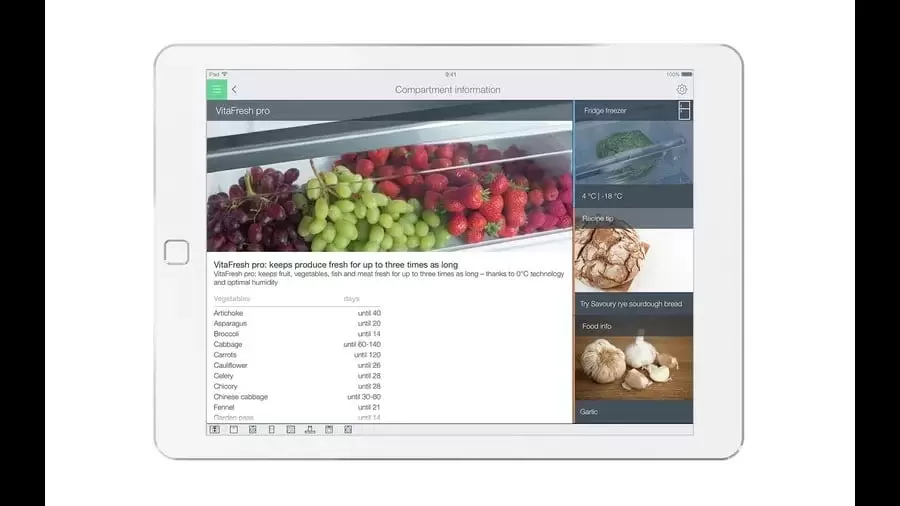 iPad 9:41 100%
Compartment information
VitaFresh pro
VitaFresh pro: keeps produce fresh for up to three times as long
VitaFresh pro: keeps fruit, vegetables, fish and meat fresh for up to three times as long – thanks to 0°C technology
and optimal humidity
Vegetables days
Artichoke until 40
Asparagus until 20
Broccoli until 14
Cabbage until 60-140
Carrots until 120
Cauliflower until 26
Celery until 28
Chicory until 28
Chinese cabbage until 30-80
Fennel until 21
Garden peas until 14
Fridge freezer
4 °C | -18 °C
Recipe tip
Try Savoury rye sourdough bread
Food info
Garlic